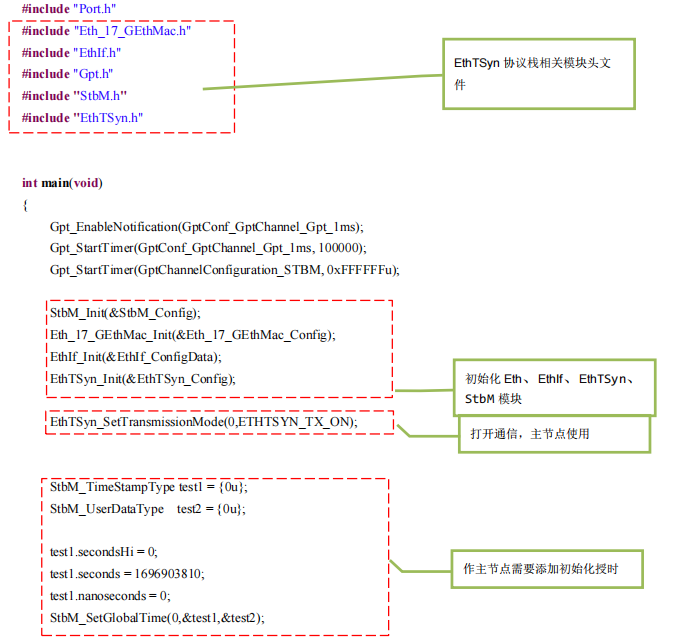 #include "Port.h"
#include "Eth_17_GEthMac.h"
#include "EthIf.h"
#include "Gpt.h"
#include "StbM.h"
#include "EthTSyn.h"
EthTSyn 协议栈相关模块头文
件
int main(void)
{
Gpt_EnableNotification(GptConf_GptChannel_Gpt_1ms);
Gpt_StartTimer(GptConf_GptChannel_Gpt_1ms, 100000);
Gpt_StartTimer(GptChannelConfiguration_STBM, 0xFFFFFFu);
StbM_Init(&StbM_Config);
Eth_17_GEthMac_Init(&Eth_17_GEthMac_Config);
EthIf_Init(&EthIf_ConfigData);
EthTSyn_Init(&EthTSyn_Config);
初始化 Eth、EthIf、EthTSyn、
StbM 模块
EthTSyn_SetTransmissionMode(0,ETHTSYN_TX_ON);
打开通信，主节点使用
StbM_TimeStampType test1 = {0u};
StbM_UserDataType test2 = {0u};
test1.secondsHi = 0;
test1.seconds = 1696903810;
test1.nanoseconds = 0;
StbM_SetGlobalTime(0,&test1,&test2);
作主节点需要添加初始化授时